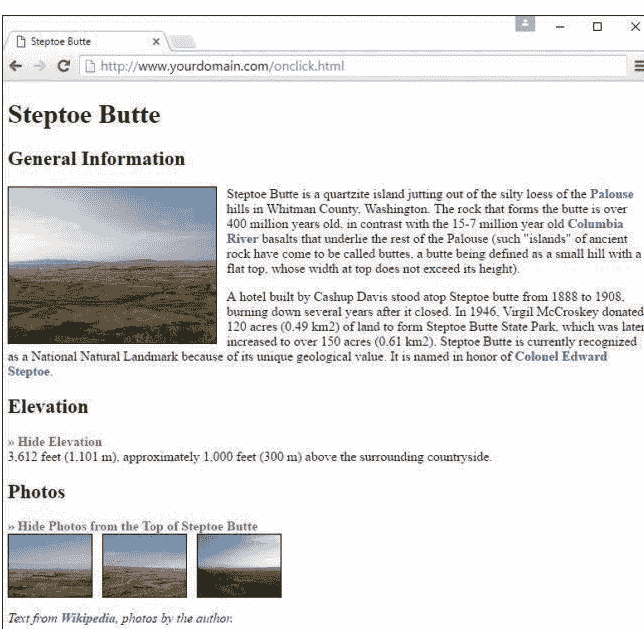 Steptoe Butte
http://www.yourdomain.com/onclick.html
Steptoe Butte
General Information
Steptoe Butte is a quartzite island jutting out of the silty loess of the Palouse
hills in Whitman County, Washington. The rock that forms the butte is over
400 million years old, in contrast with the 15-7 million year old Columbia
River basalts that underlie the rest of the Palouse (such "islands" of ancient
rock have come to be called buttes, a butte being defined as a small hill with a
flat top, whose width at top does not exceed its height).
A hotel built by Cashup Davis stood atop Steptoe butte from 1888 to 1908,
burning down several years after it closed. In 1946, Virgil McCroskey donated
120 acres (0.49 km2) of land to form Steptoe Butte State Park, which was later
increased to over 150 acres (0.61 km2). Steptoe Butte is currently recognized
as a National Natural Landmark because of its unique geological value. It is named in honor of Colonel Edward
Steptoe.
Elevation
» Hide Elevation
3,612 feet (1,101 m), approximately 1,000 feet (300 m) above the surrounding countryside.
Photos
» Hide Photos from the Top of Steptoe Butte
Text from Wikipedia, photos by the author.